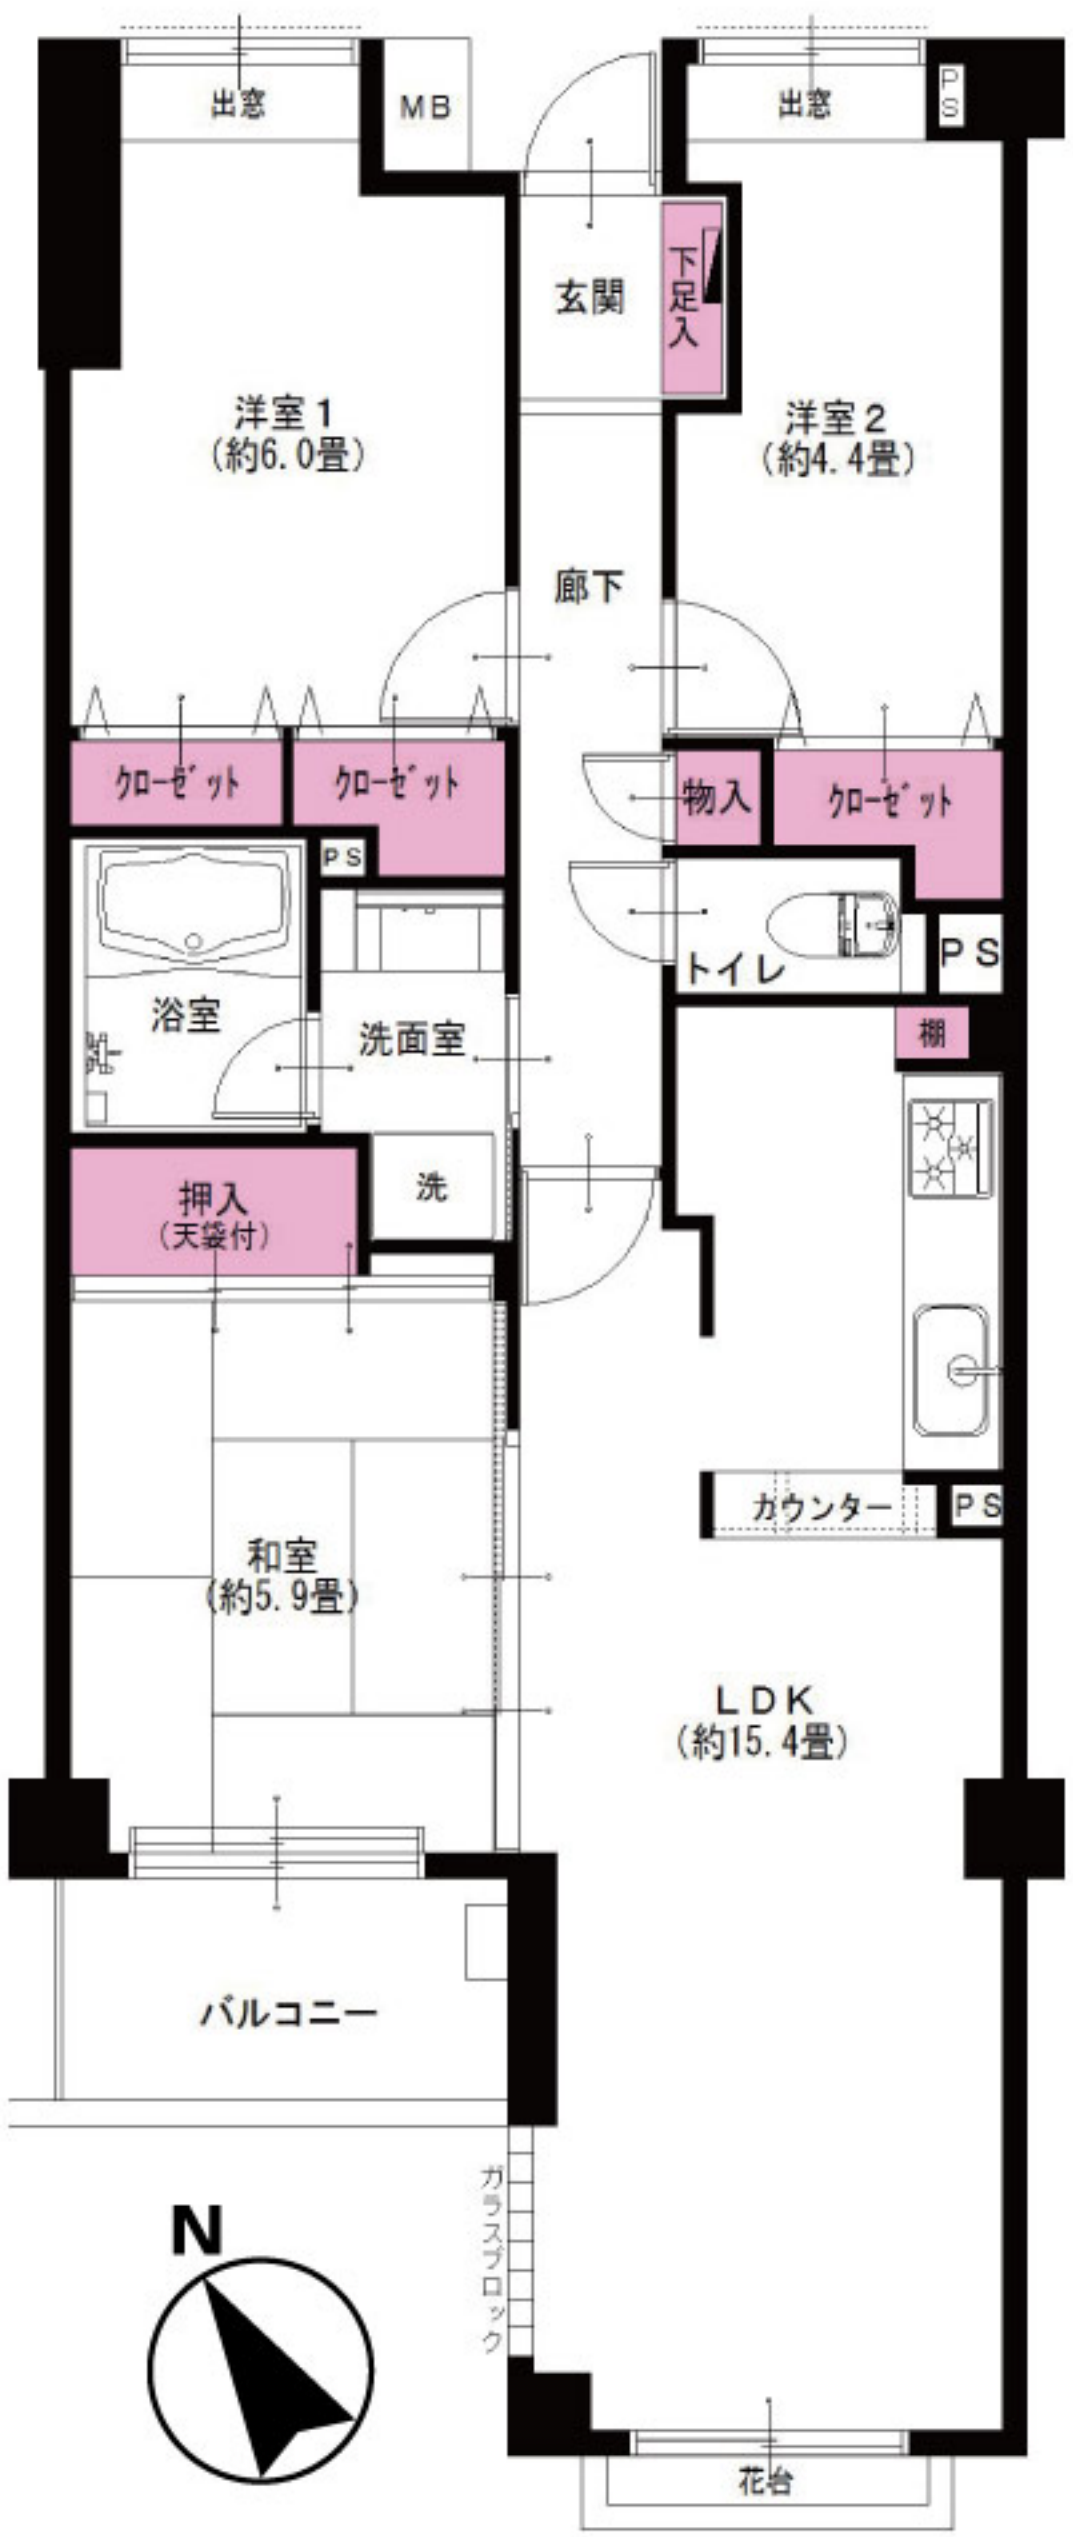 出窓
MB
出窓
PS
玄関
下足入
洋室1
(約6.0畳)
洋室2
(約4.4畳)
廊下
クローゼット
クローゼット
物入
クローゼット
PS
トイレ
PS
浴室
洗面室
棚
洗
押入
(天袋付)
カウンター
PS
和室
(約5.9畳)
LDK
(約15.4畳)
バルコニー
ガラスブロック
N
花台